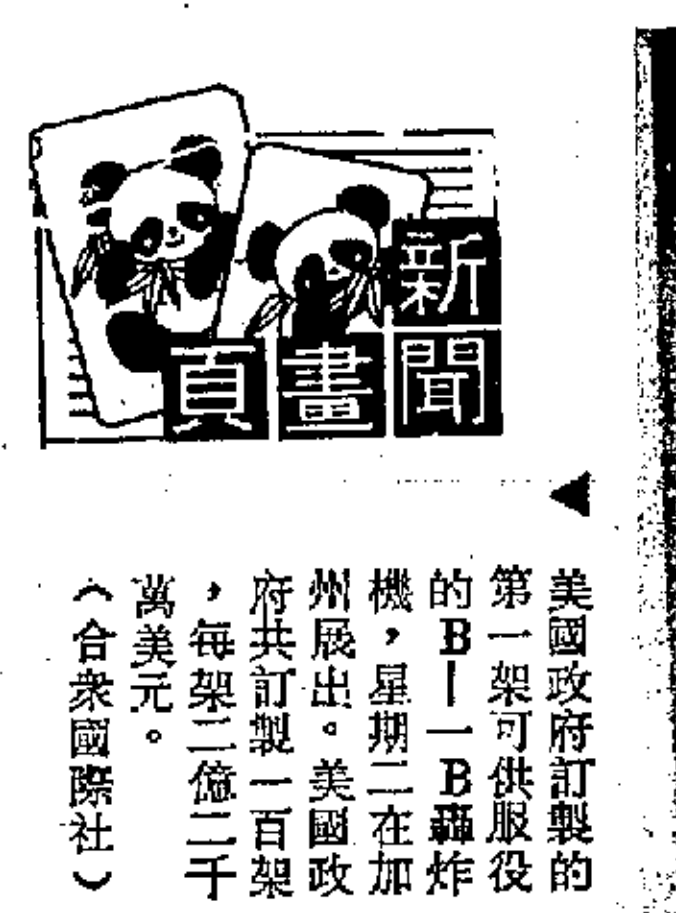 新聞
畫頁
美國政府訂製的
第一架可供服役
的B—一B轟炸
機，星期二在加
州展出。美國政
府共訂製一百架
，每架二億二千
萬美元。
（合衆國際社）